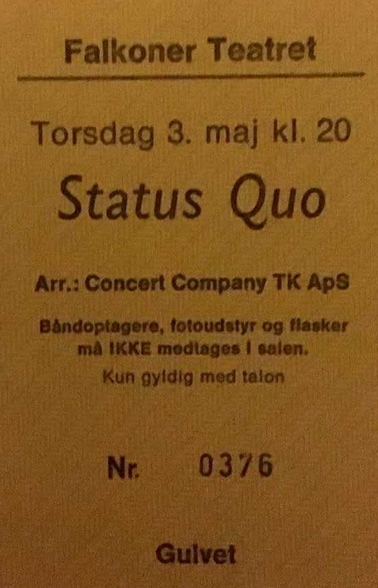 Falkoner Teatret
Torsdag 3. maj kl. 20
Status Quo
Arr.: Concert Company TK ApS
Båndoptagere, fotoudstyr og flasker
må IKKE medtages i salen.
Kun gyldig med talon
Nr. 0376
Gulvet